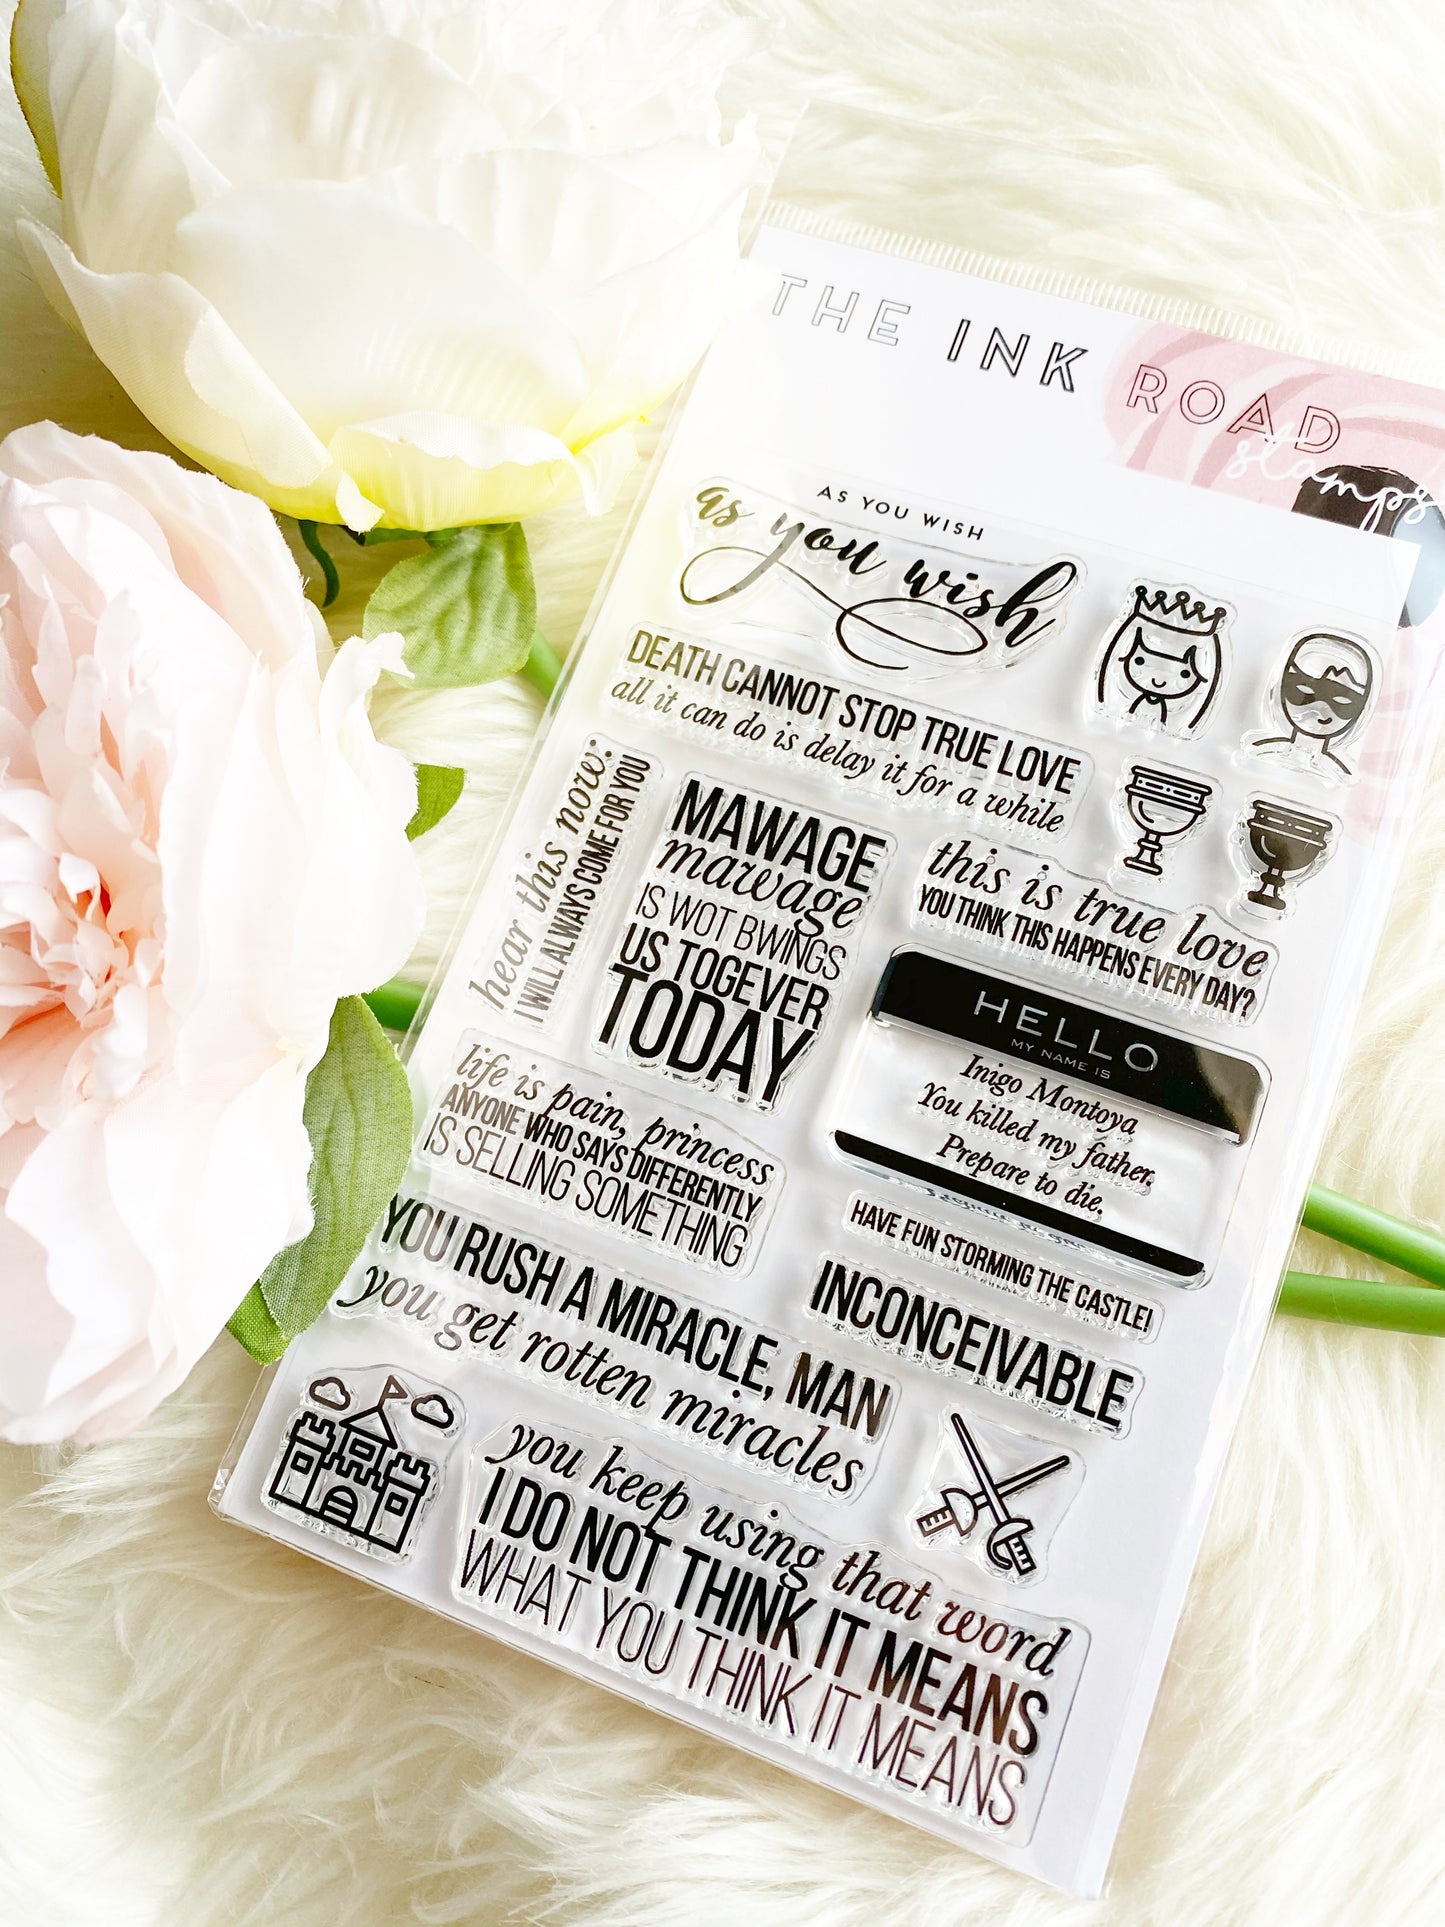 THE INK ROAD
stamps
AS YOU WISH
as you wish
DEATH CANNOT STOP TRUE LOVE
all it can do is delay it for a while
hear this now:
I WILL ALWAYS COME FOR YOU
MAWAGE
mawage
IS WOT BWINGS
US TOGEVER
TODAY
this is true love
YOU THINK THIS HAPPENS EVERY DAY?
HELLO
MY NAME IS
Inigo Montoya
You killed my father.
Prepare to die.
life is pain, princess
ANYONE WHO SAYS DIFFERENTLY
IS SELLING SOMETHING
HAVE FUN STORMING THE CASTLE!
INCONCEIVABLE
YOU RUSH A MIRACLE, MAN
you get rotten miracles
you keep using that word
I DO NOT THINK IT MEANS
WHAT YOU THINK IT MEANS